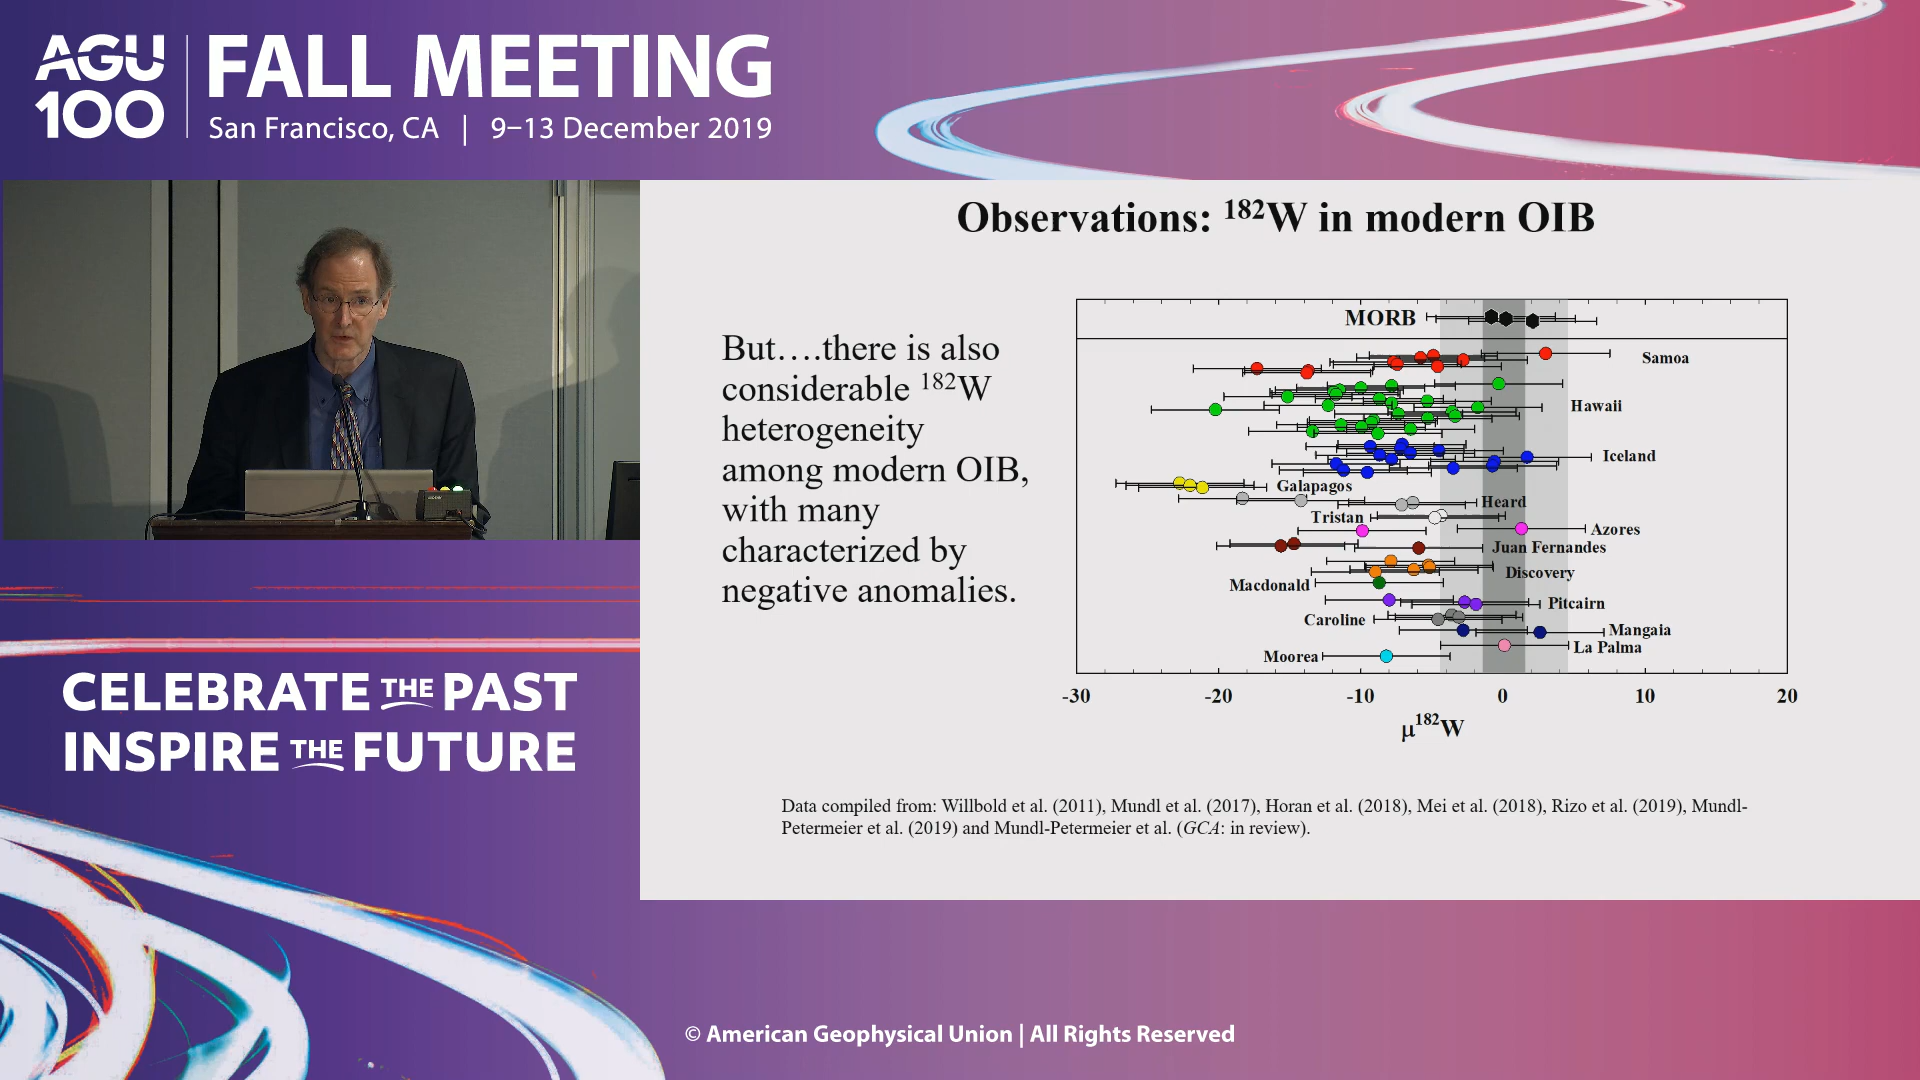 AGU
100
FALL MEETING
San Francisco, CA | 9–13 December 2019
Observations: ¹⁸²W in modern OIB
But….there is also
considerable ¹⁸²W
heterogeneity
among modern OIB,
with many
characterized by
negative anomalies.
MORB
Samoa
Hawaii
Iceland
Galapagos
Heard
Tristan
Azores
Juan Fernandes
Discovery
Macdonald
Pitcairn
Caroline
Mangaia
La Palma
Moorea
-30 -20 -10 0 10 20
μ¹⁸²W
Data compiled from: Willbold et al. (2011), Mundl et al. (2017), Horan et al. (2018), Mei et al. (2018), Rizo et al. (2019), Mundl-
Petermeier et al. (2019) and Mundl-Petermeier et al. (GCA: in review).
CELEBRATE THE PAST
INSPIRE THE FUTURE
© American Geophysical Union | All Rights Reserved